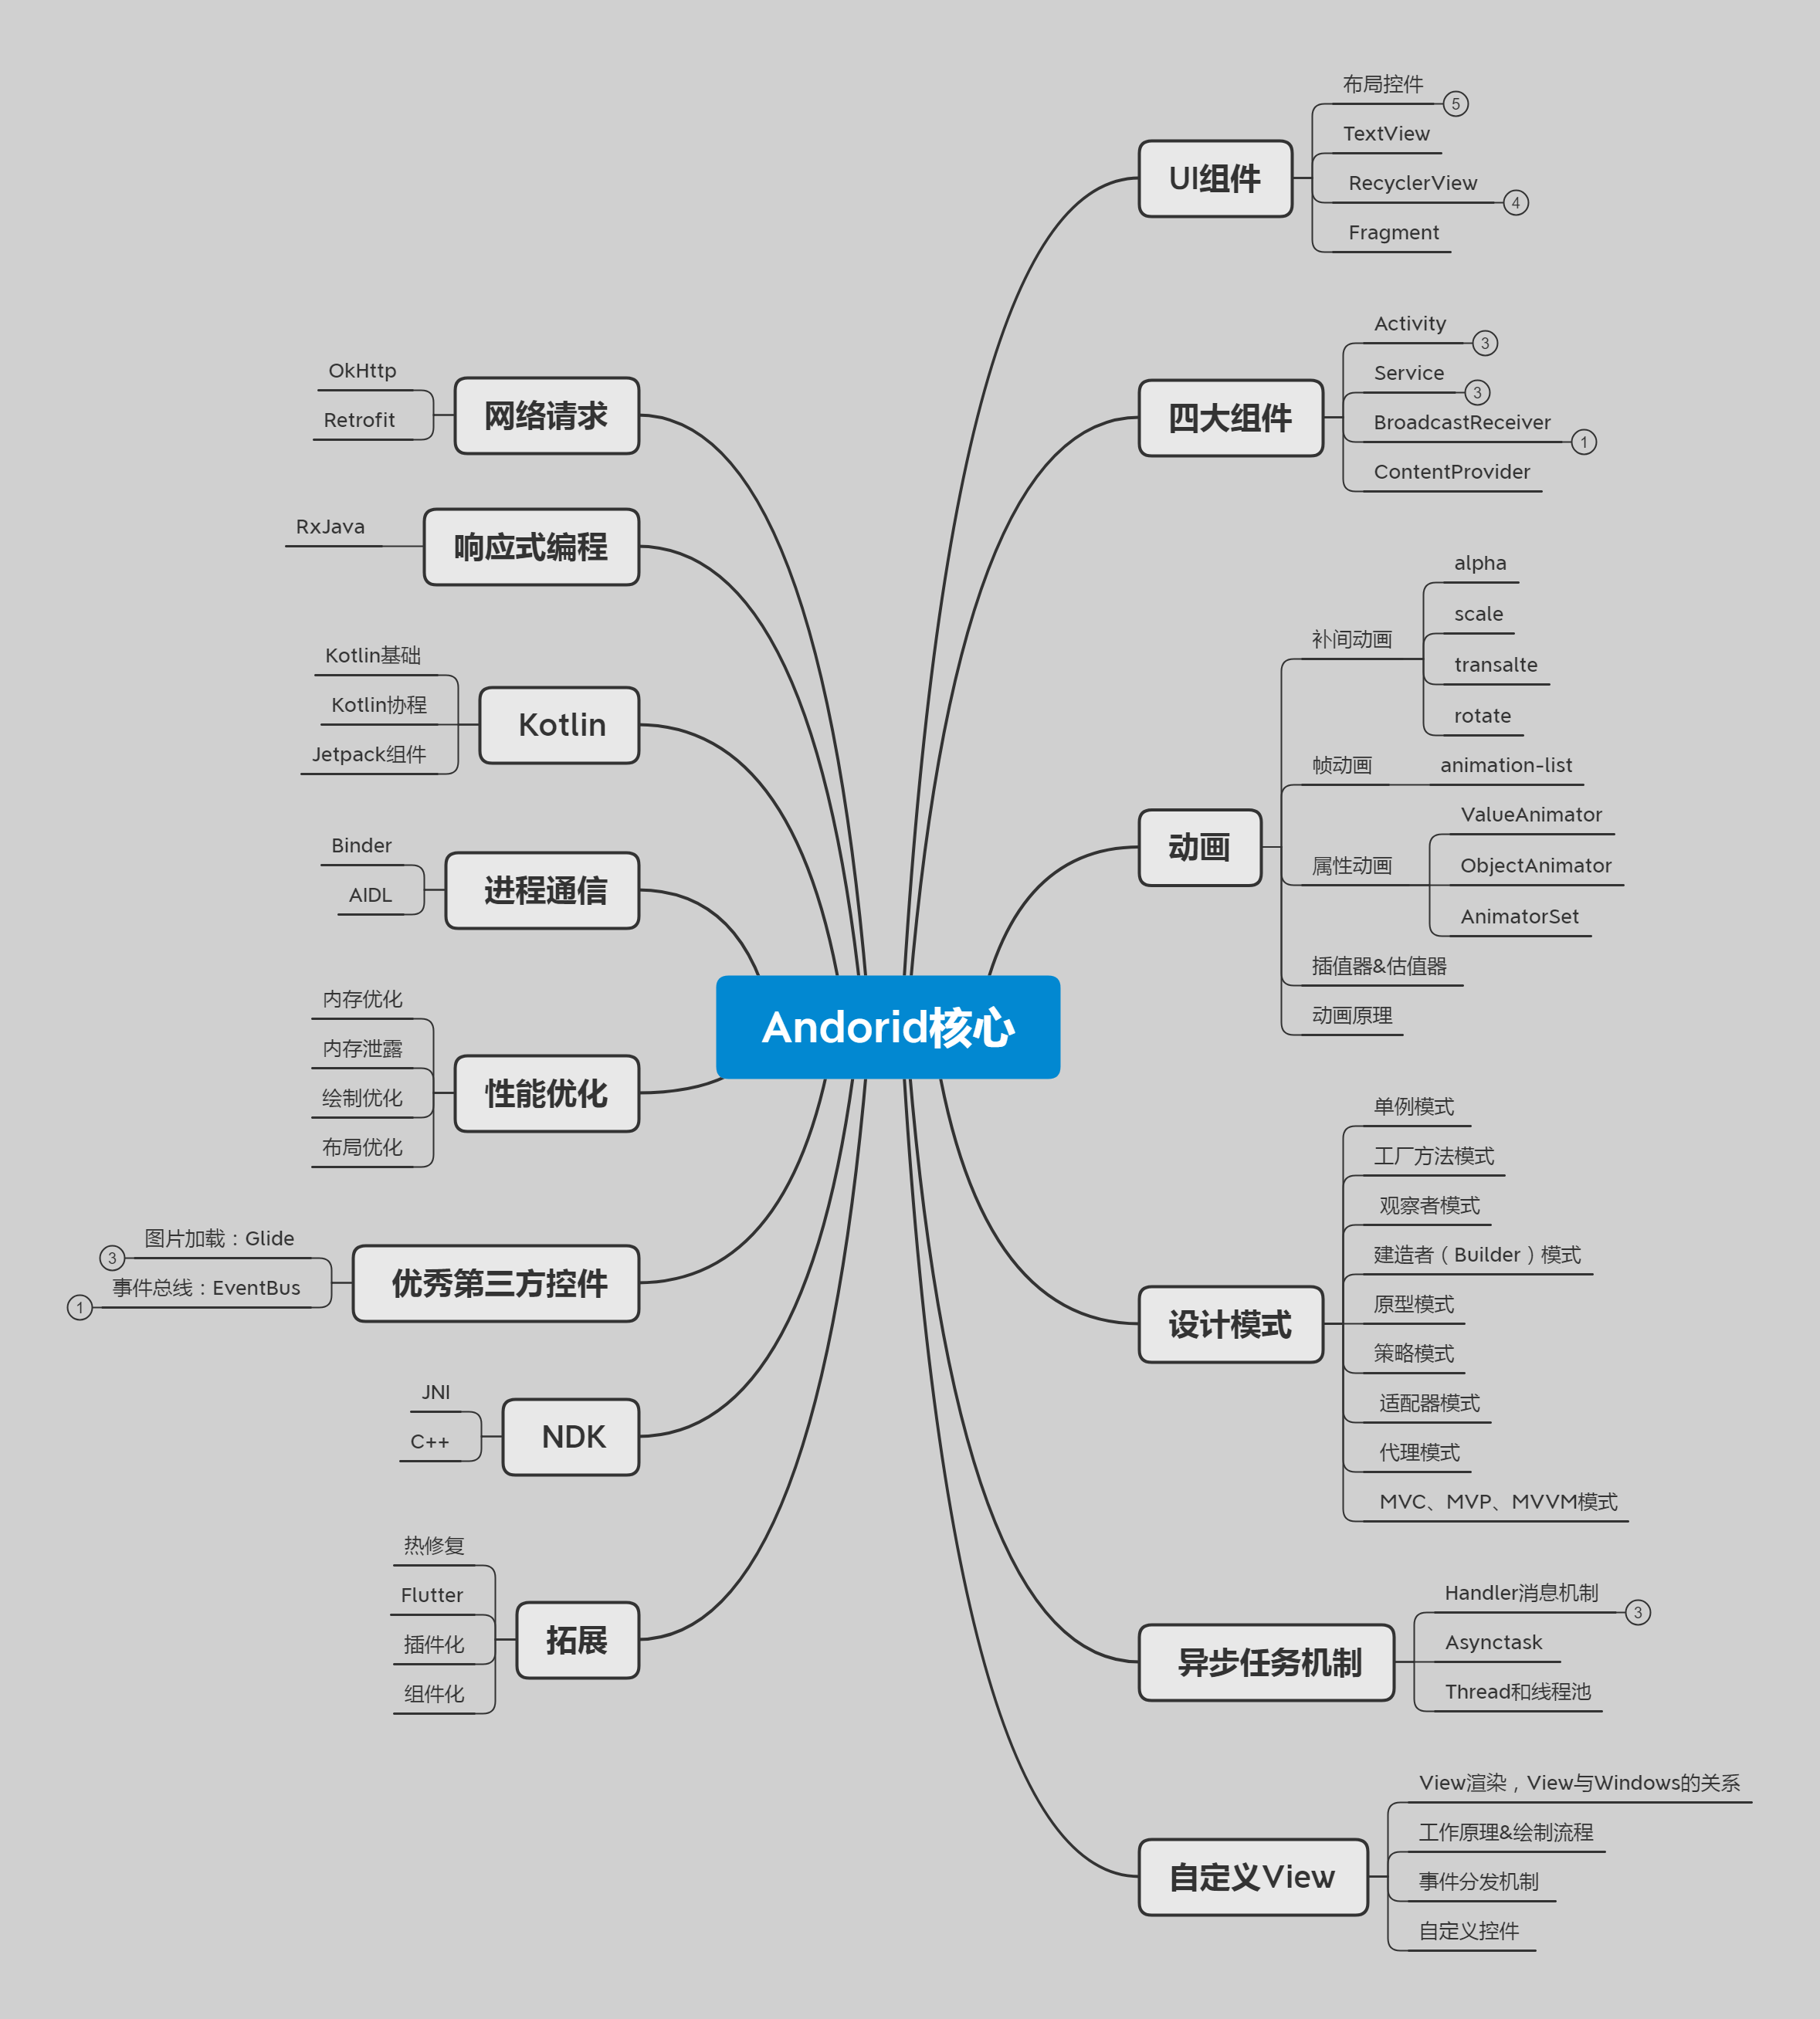 Andorid核心
UI组件
布局控件
5
TextView
RecyclerView
4
Fragment
四大组件
Activity
3
Service
3
BroadcastReceiver
1
ContentProvider
动画
补间动画
alpha
scale
transalte
rotate
帧动画
animation-list
属性动画
ValueAnimator
ObjectAnimator
AnimatorSet
插值器&估值器
动画原理
设计模式
单例模式
工厂方法模式
观察者模式
建造者（Builder）模式
原型模式
策略模式
适配器模式
代理模式
MVC、MVP、MVVM模式
异步任务机制
Handler消息机制
3
Asynctask
Thread和线程池
自定义View
View渲染，View与Windows的关系
工作原理&绘制流程
事件分发机制
自定义控件
网络请求
OkHttp
Retrofit
响应式编程
RxJava
Kotlin
Kotlin基础
Kotlin协程
Jetpack组件
进程通信
Binder
AIDL
性能优化
内存优化
内存泄露
绘制优化
布局优化
优秀第三方控件
图片加载：Glide
3
事件总线：EventBus
1
NDK
JNI
C++
拓展
热修复
Flutter
插件化
组件化